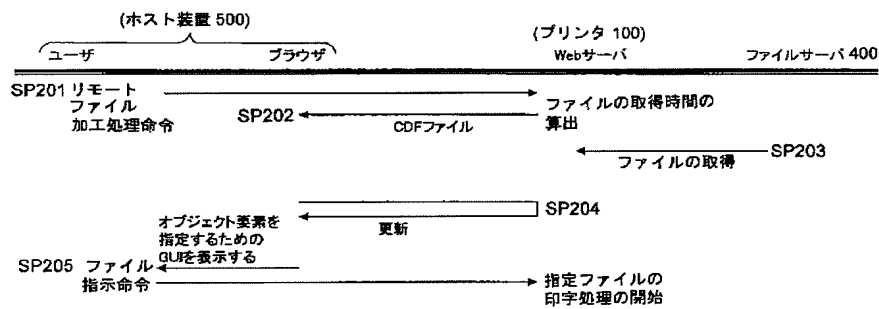 (ホスト装置 500)
(プリンタ 100)
ユーザ
ブラウザ
Webサーバ
ファイルサーバ 400
SP201 リモート
ファイル
加工処理命令
SP202
CDFファイル
ファイルの取得時間の
算出
ファイルの取得
SP203
SP204
更新
オブジェクト要素を
指定するための
GUIを表示する
SP205 ファイル
指示命令
指定ファイルの
印字処理の開始